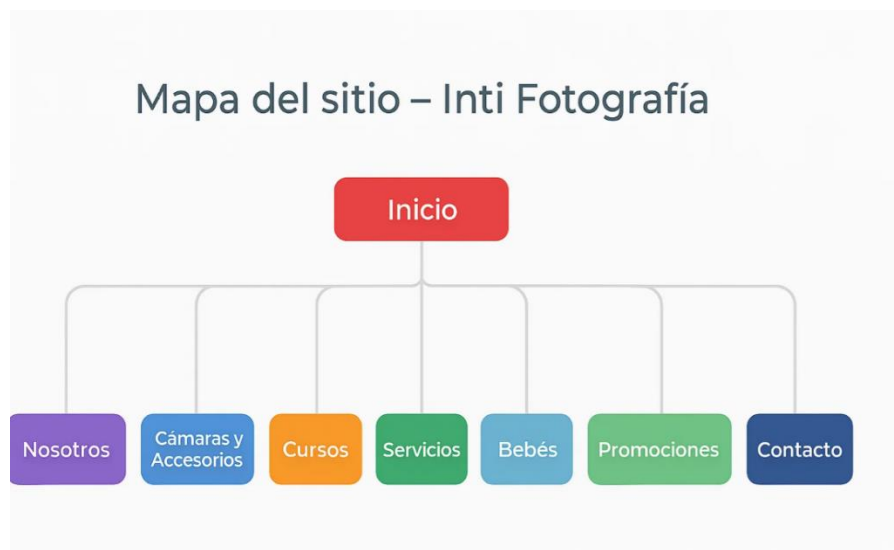 Mapa del sitio – Inti Fotografía
Inicio
Nosotros
Cámaras y
Accesorios
Cursos
Servicios
Bebés
Promociones
Contacto